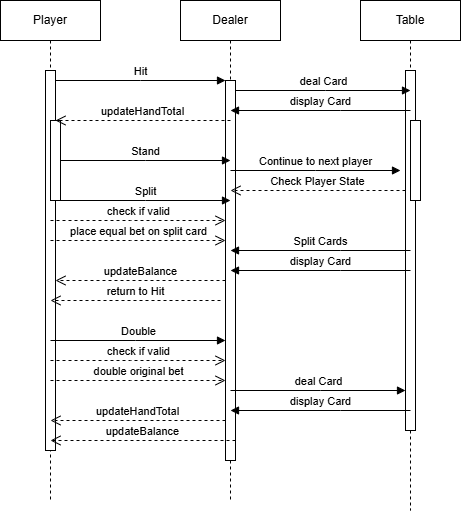 Player
Dealer
Table
Hit
deal Card
display Card
updateHandTotal
Stand
Continue to next player
Check Player State
Split
check if valid
place equal bet on split card
Split Cards
display Card
updateBalance
return to Hit
Double
check if valid
double original bet
deal Card
display Card
updateHandTotal
updateBalance